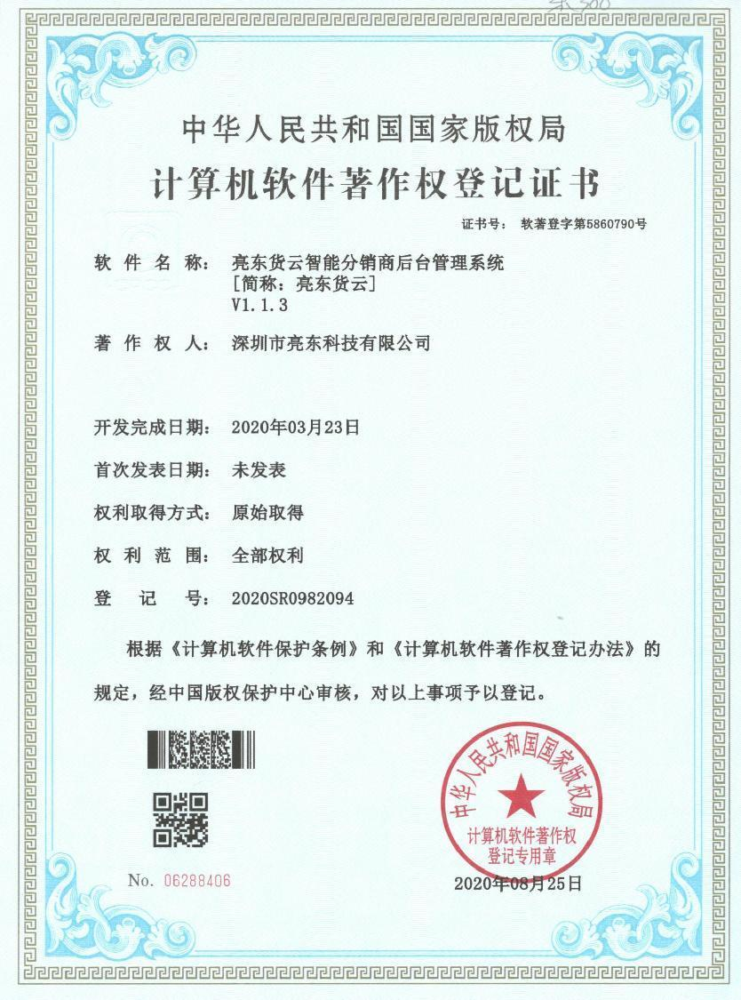 中华人民共和国国家版权局
计算机软件著作权登记证书
证书号： 软著登字第5860790号
软件名称： 亮东货云智能分销商后台管理系统
[简称：亮东货云]
V1.1.3
著作权人： 深圳市亮东科技有限公司
开发完成日期： 2020年03月23日
首次发表日期： 未发表
权利取得方式： 原始取得
权利范围： 全部权利
登记号： 2020SR0982094
根据《计算机软件保护条例》和《计算机软件著作权登记办法》的
规定，经中国版权保护中心审核，对以上事项予以登记。
中华人民共和国国家版权局
计算机软件著作权
登记专用章
No. 06288406
2020年08月25日